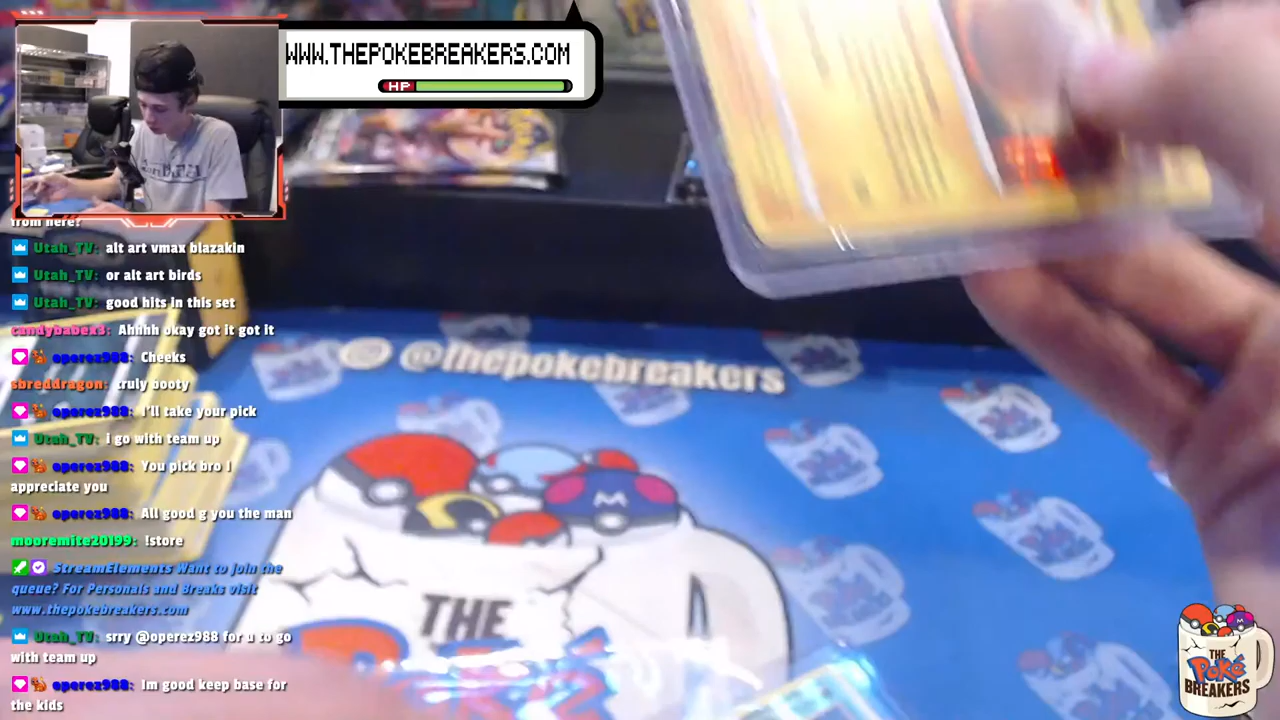 WWW.THEPOKEBREAKERS.COM
HP
from here?
Utah_TV: alt art vmax blazakin
Utah_TV: or alt art birds
Utah_TV: good hits in this set
candybabex3: Ahhhh okay got it got it
operez988: Cheeks
sbreddragon: truly booty
operez988: I'll take your pick
Utah_TV: i go with team up
operez988: You pick bro I
appreciate you
operez988: All good g you the man
mooremite20199: !store
StreamElements Want to join the
queue? For Personals and Breaks visit
www.thepokebreakers.com
Utah_TV: srry @operez988 for u to go
with team up
operez988: Im good keep base for
the kids
@thepokebreakers
M
THE
THE
Poké
BREAKERS